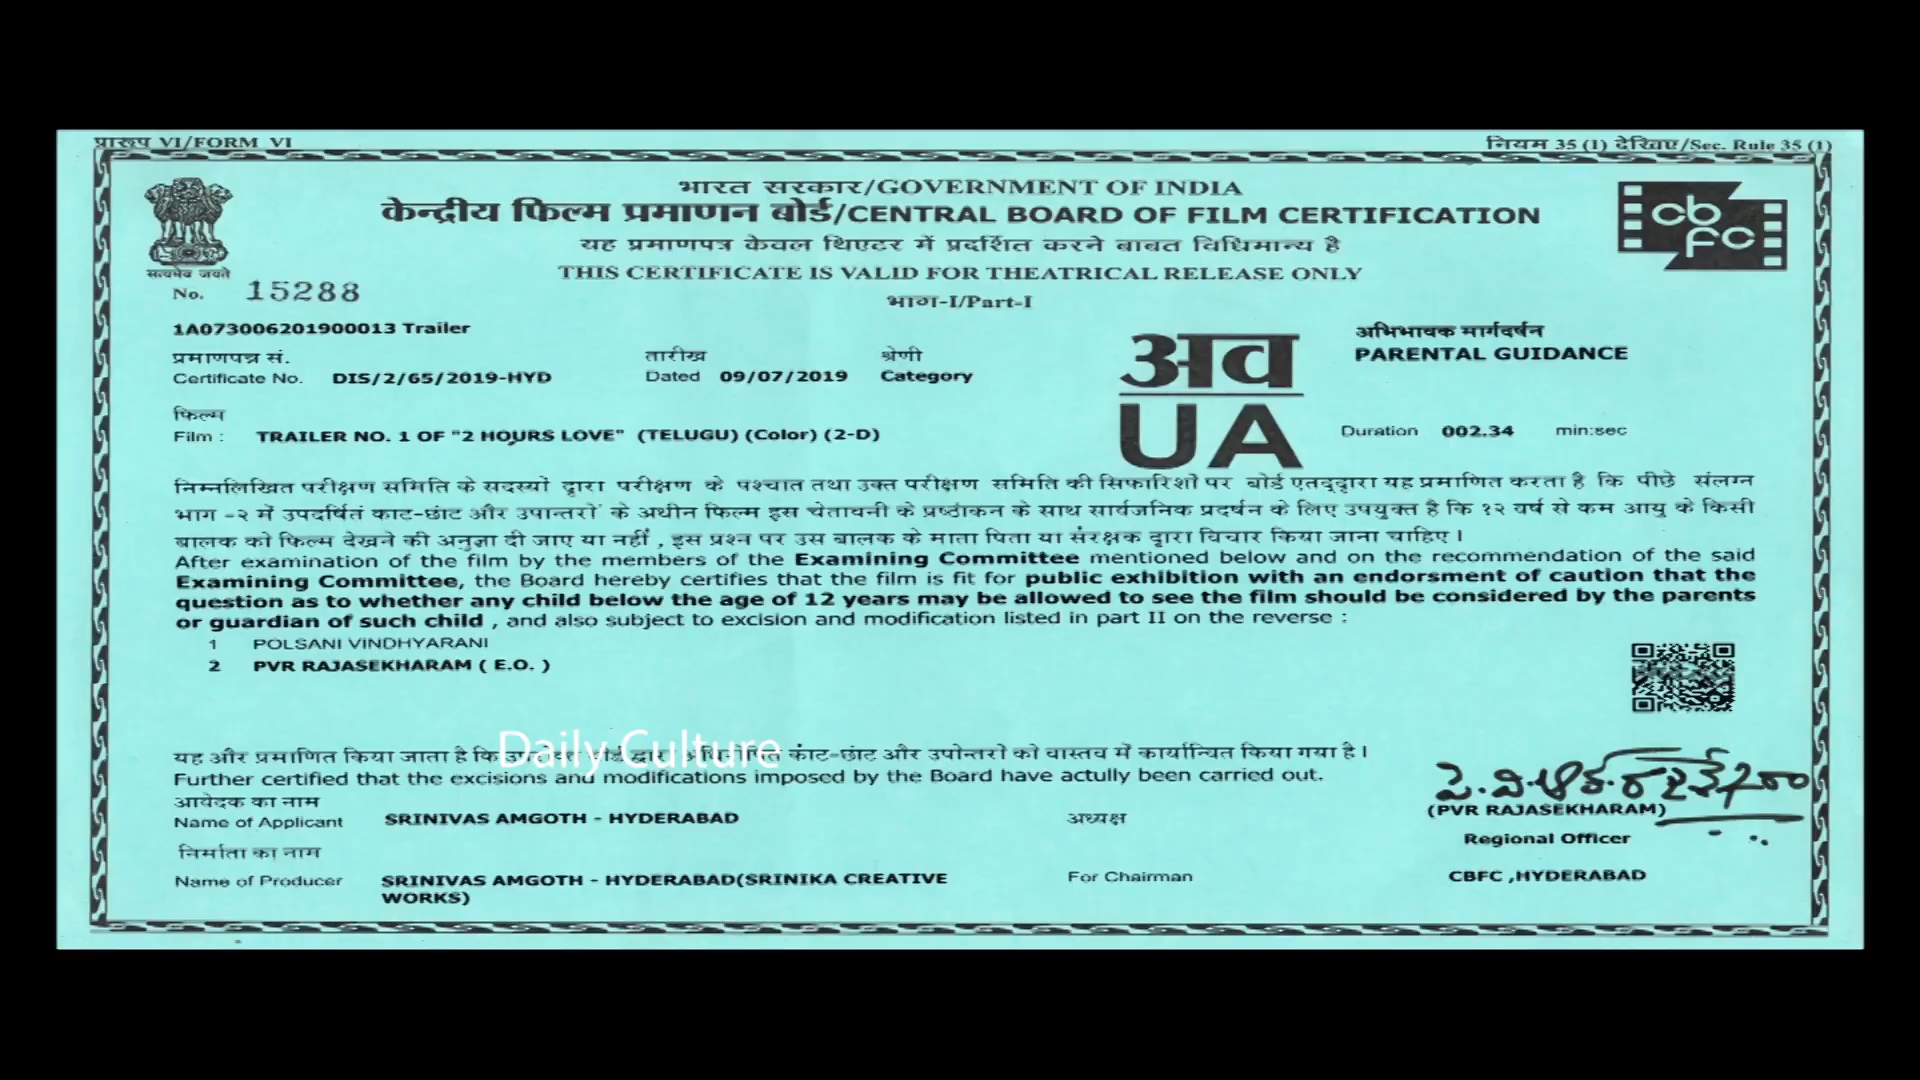 प्रारूप VI/FORM VI
नियम 35 (1) देखिए/Sec. Rule 35 (1)
भारत सरकार/GOVERNMENT OF INDIA
केन्द्रीय फिल्म प्रमाणन बोर्ड/CENTRAL BOARD OF FILM CERTIFICATION
cb
fc
यह प्रमाणपत्र केवल थिएटर में प्रदर्शित करने बाबत विधिमान्य है
THIS CERTIFICATE IS VALID FOR THEATRICAL RELEASE ONLY
सत्यमेव जयते
No. 15288
भाग-I/Part-I
1A073006201900013 Trailer
अव
UA
अभिभावक मार्गदर्षन
PARENTAL GUIDANCE
प्रमाणपत्र सं. तारीख श्रेणी
Certificate No. DIS/2/65/2019-HYD Dated 09/07/2019 Category
फिल्म
Film : TRAILER NO. 1 OF "2 HOURS LOVE" (TELUGU) (Color) (2-D)
Duration 002.34 min:sec
निम्नलिखित परीक्षण समिति के सदस्यों द्वारा परीक्षण के पश्चात तथा उक्त परीक्षण समिति की सिफारिशों पर बोर्ड एतद्द्वारा यह प्रमाणित करता है कि पीछे संलग्न
भाग -२ में उपदर्षित काट-छांट और उपान्तरों के अधीन फिल्म इस चेतावनी के प्रष्ठांकन के साथ सार्वजनिक प्रदर्षन के लिए उपयुक्त है कि १२ वर्ष से कम आयु के किसी
बालक को फिल्म देखने की अनुज्ञा दी जाए या नहीं , इस प्रश्न पर उस बालक के माता पिता या संरक्षक द्वारा विचार किया जाना चाहिए ।
After examination of the film by the members of the Examining Committee mentioned below and on the recommendation of the said
Examining Committee, the Board hereby certifies that the film is fit for public exhibition with an endorsment of caution that the
question as to whether any child below the age of 12 years may be allowed to see the film should be considered by the parents
or guardian of such child , and also subject to excision and modification listed in part II on the reverse :
1 POLSANI VINDHYARANI
2 PVR RAJASEKHARAM ( E.O. )
Daily Culture
यह और प्रमाणित किया जाता है कि काट-छांट और उपांन्तरो को वास्तव में कार्यान्वित किया गया है ।
Further certified that the excisions and modifications imposed by the Board have actully been carried out.
आवेदक का नाम
Name of Applicant SRINIVAS AMGOTH - HYDERABAD
अध्यक्ष
(PVR RAJASEKHARAM)
Regional Officer
निर्माता का नाम
Name of Producer SRINIVAS AMGOTH - HYDERABAD(SRINIKA CREATIVE
WORKS)
For Chairman
CBFC ,HYDERABAD